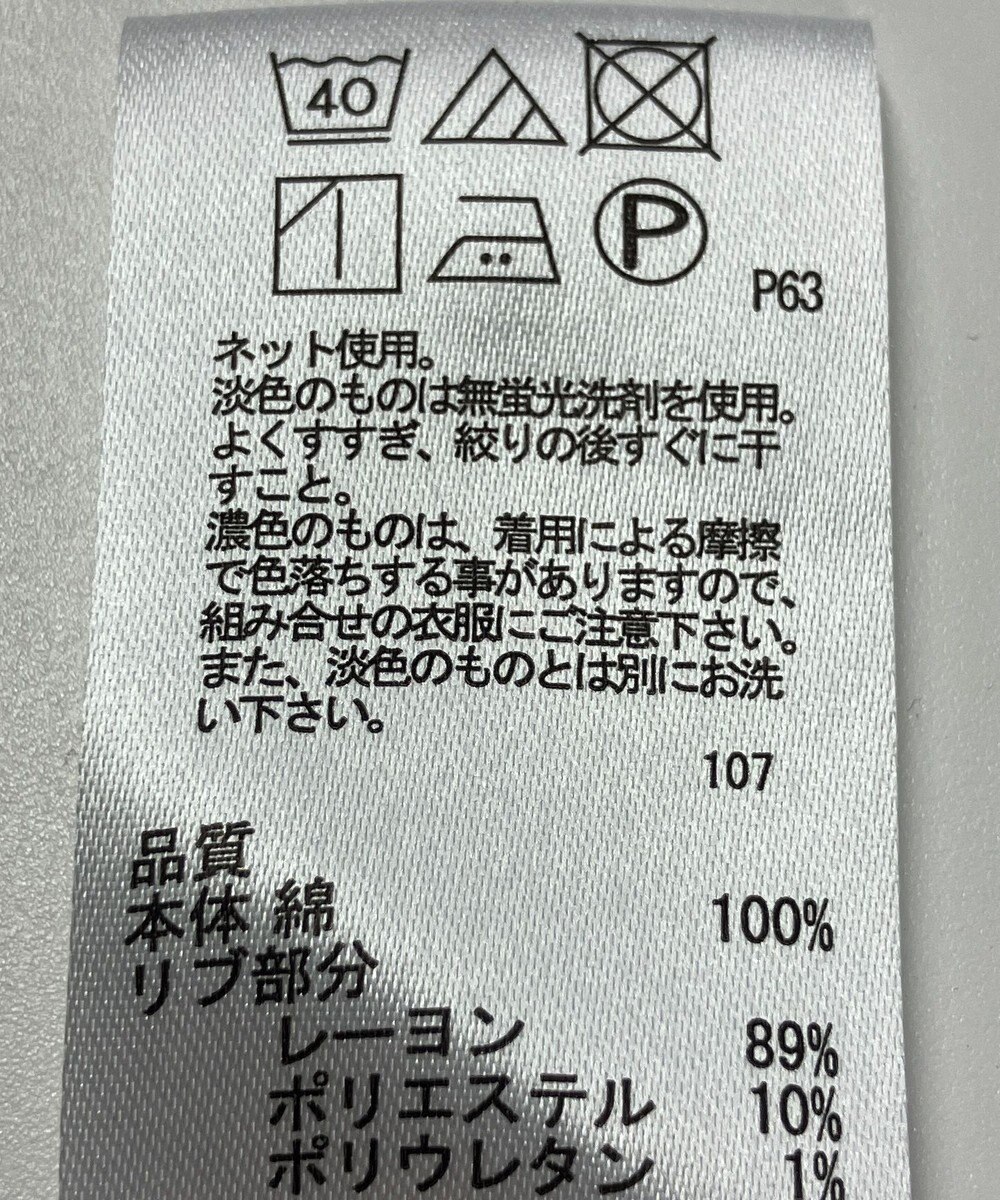 40
P
P63
ネット使用。
淡色のものは無蛍光洗剤を使用。
よくすすぎ、絞りの後すぐに干
すこと。
濃色のものは、着用による摩擦
で色落ちする事がありますので、
組み合せの衣服にご注意下さい。
また、淡色のものとは別にお洗
い下さい。
107
品質
本体 綿 100%
リブ部分
レーヨン 89%
ポリエステル 10%
ポリウレタン 1%